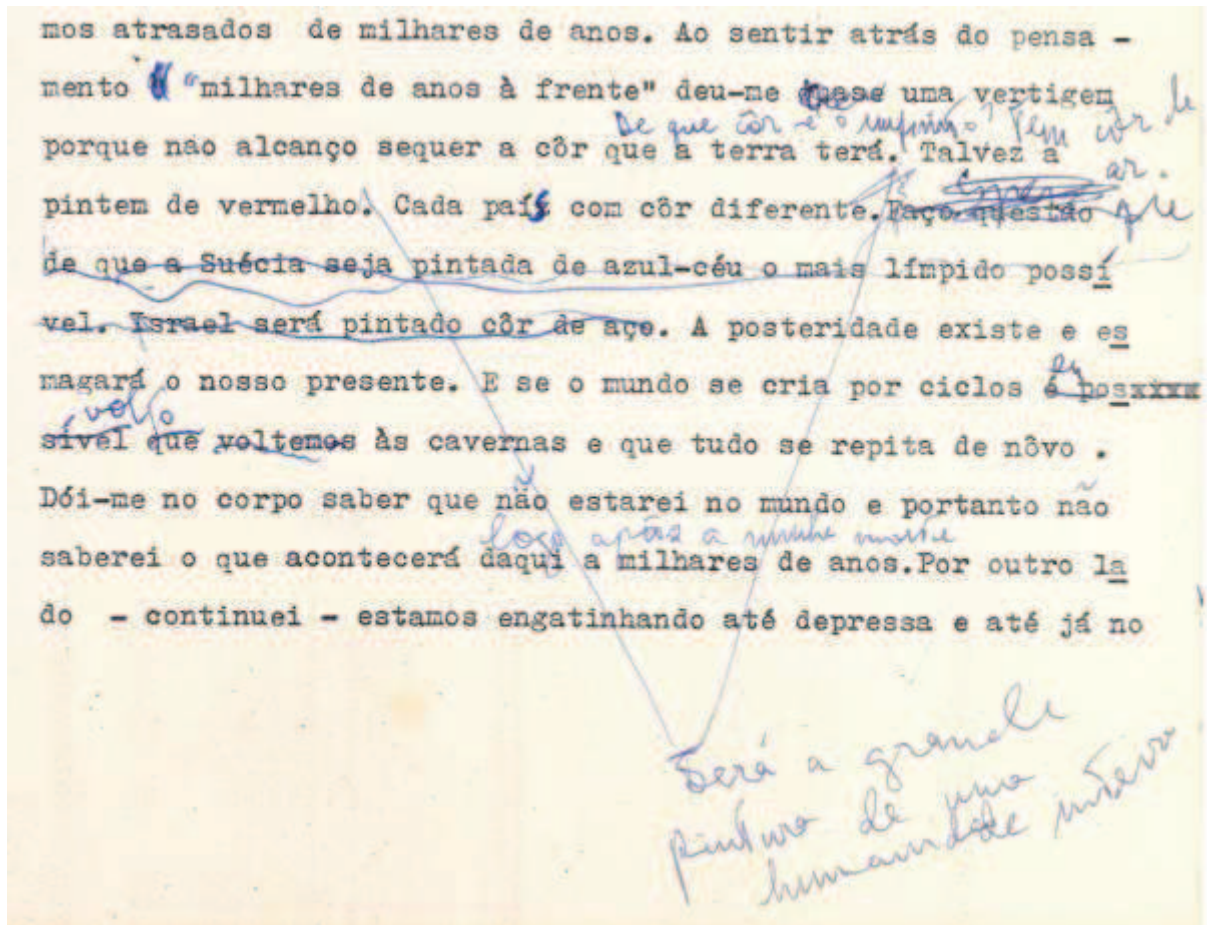 mos atrasados  de milhares de anos. Ao sentir atrás do pensa -
mento "milhares de anos à frente" deu-me quase uma vertigem
De que côr é o infinito? Tem côr de
porque nao alcanço sequer a côr que a terra terá. Talvez a
ar.
pintem de vermelho. Cada país com côr diferente. Faço questão
que
de que a Suécia seja pintada de azul-céu o mais límpido possí
vel. Israel será pintado côr de aço. A posteridade existe e es
magará o nosso presente. E se o mundo se cria por ciclos é posxxxx
eu
volto
sível que voltemos às cavernas e que tudo se repita de nôvo .
Dói-me no corpo saber que não estarei no mundo e portanto não
logo após a minha morte
saberei o que acontecerá daqui a milhares de anos.Por outro la
do  - continuei - estamos engatinhando até depressa e até já no
Será a grande
pintura de uma
humanidade